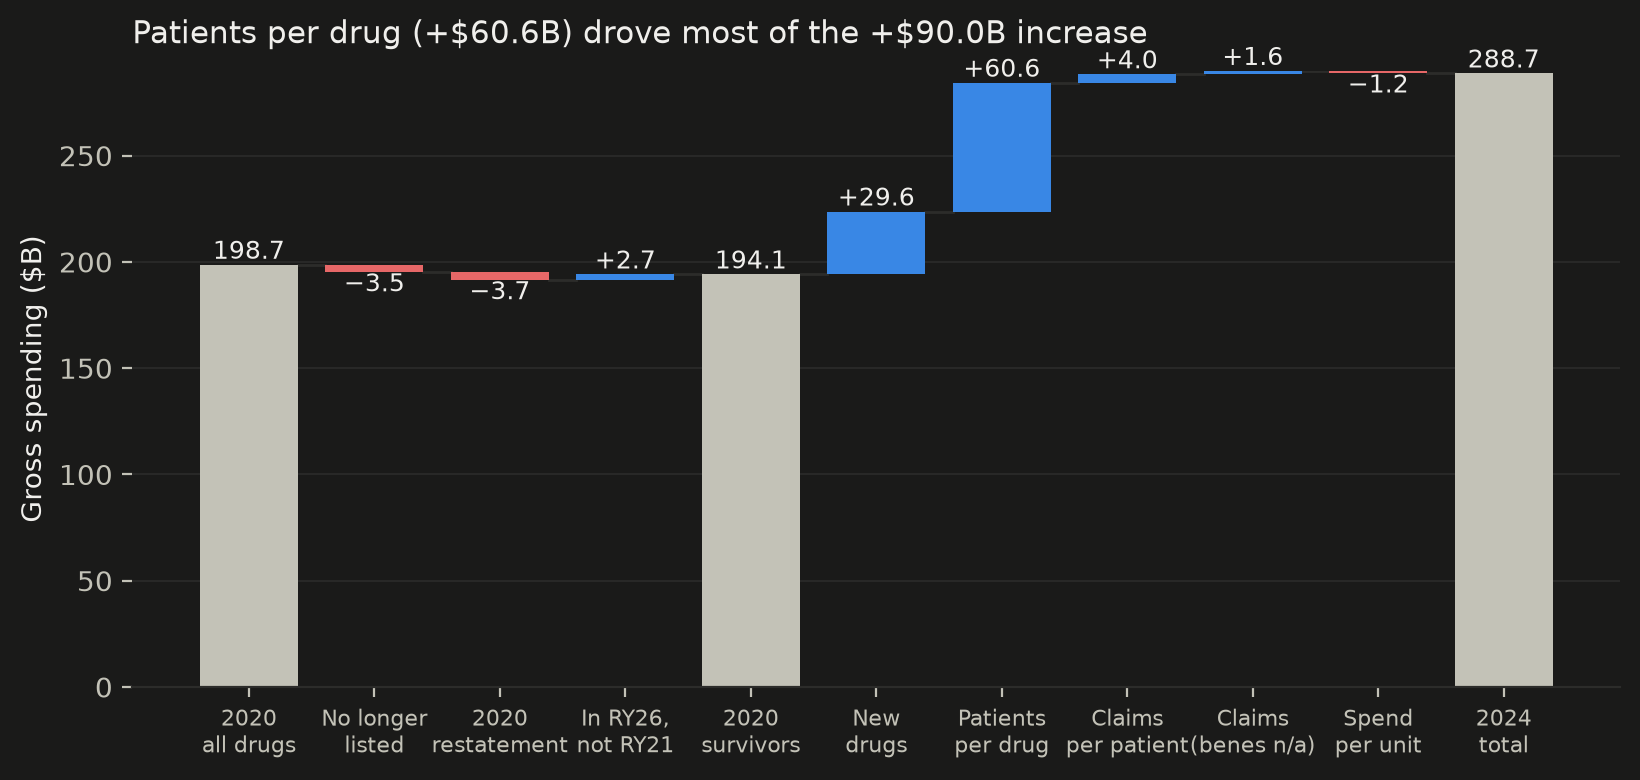 Patients per drug (+$60.6B) drove most of the +$90.0B increase
Gross spending ($B)
250
200
150
100
50
0
198.7
−3.5
−3.7
+2.7
194.1
+29.6
+60.6
+4.0
+1.6
−1.2
288.7
2020
all drugs
No longer
listed
2020
restatement
In RY26,
not RY21
2020
survivors
New
drugs
Patients
per drug
Claims
per patient
Claims
(benes n/a)
Spend
per unit
2024
total